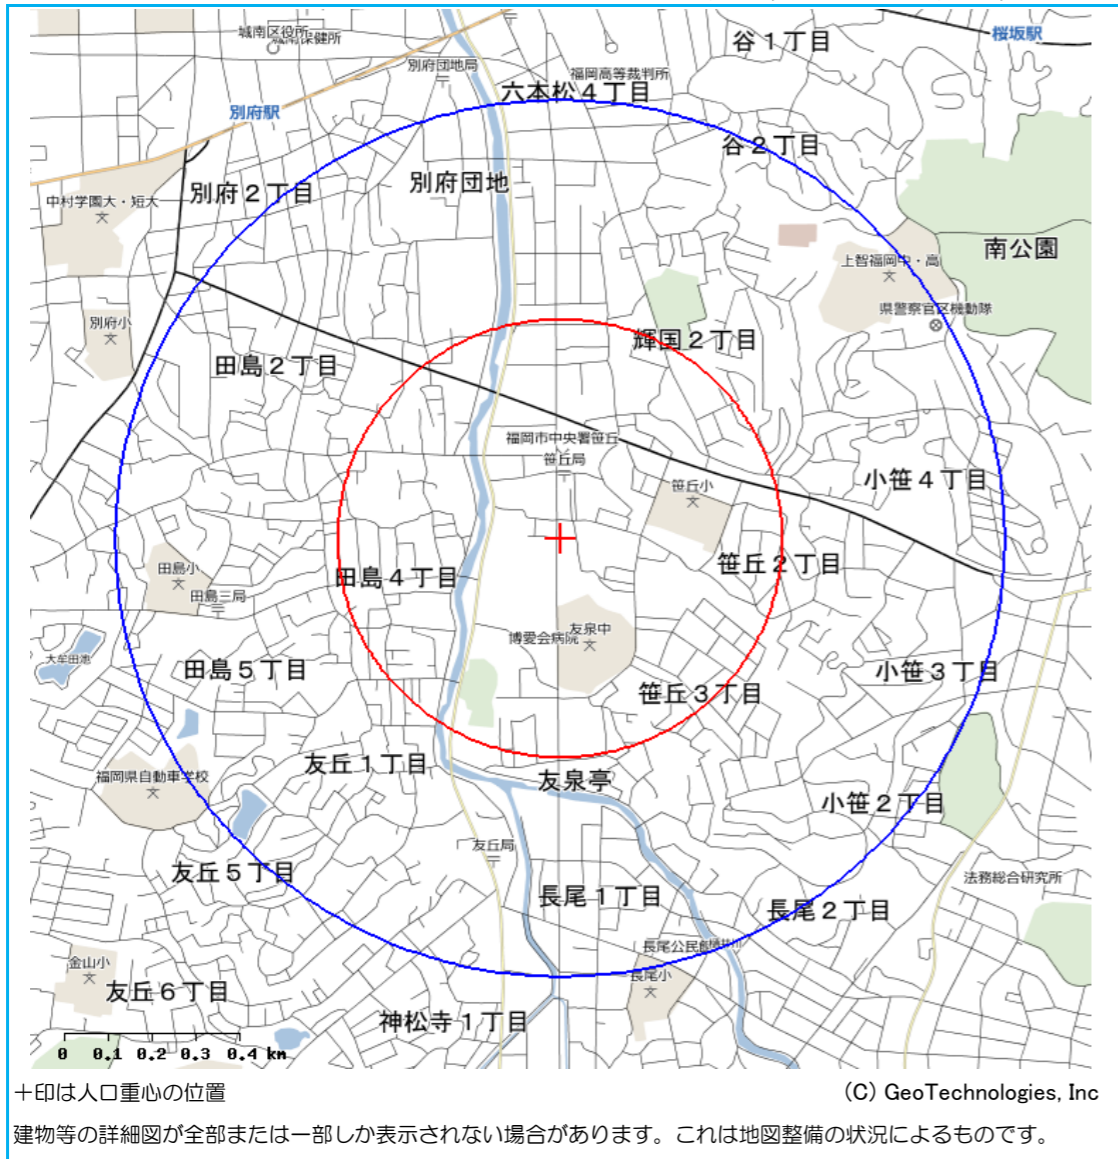 城南区役所
城南保健所
谷１丁目
桜坂駅
別府団地局
福岡高等裁判所
六本松４丁目
別府駅
谷２丁目
別府団地
別府２丁目
中村学園大・短大
南公園
上智福岡中・高
県警察官区機動隊
別府小
輝国２丁目
田島２丁目
福岡市中央署笹丘
笹丘局
小笹４丁目
笹丘小
笹丘２丁目
田島小
田島４丁目
田島三局
友泉中
博愛会病院
大牟田池
田島５丁目
小笹３丁目
笹丘３丁目
友丘１丁目
福岡県自動車学校
友泉亭
小笹２丁目
友丘局
友丘５丁目
法務総合研究所
長尾１丁目
長尾２丁目
長尾公民館
金山小
長尾小
友丘６丁目
神松寺１丁目
0 0.1 0.2 0.3 0.4 km
＋印は人口重心の位置
(C) GeoTechnologies, Inc
建物等の詳細図が全部または一部しか表示されない場合があります。これは地図整備の状況によるものです。